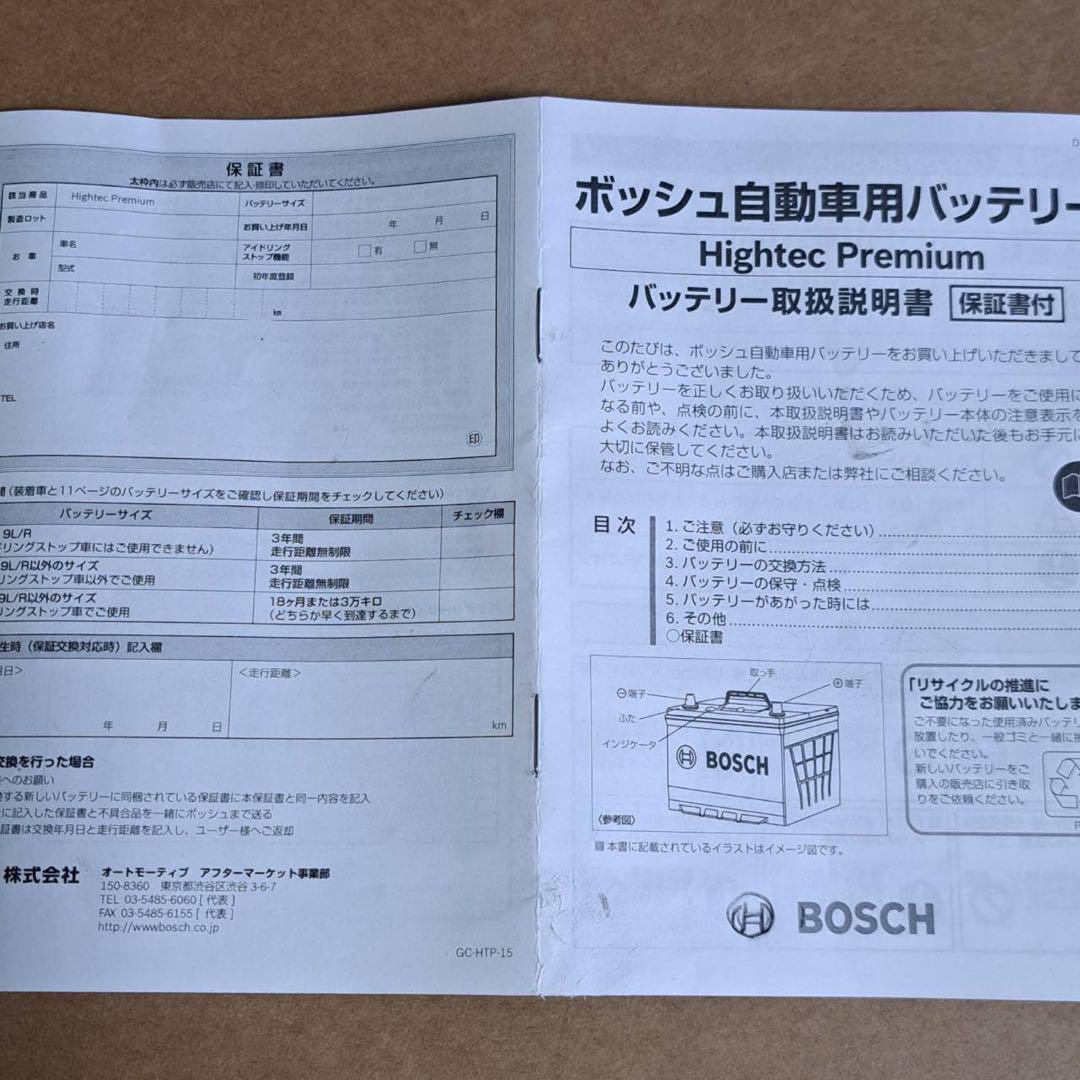 保証書
太枠内は必ず販売店にて記入・捺印していただいてください。
該当商品 Hightec Premium バッテリーサイズ
製造ロット お買い上げ年月日 年 月 日
お車 車名 アイドリングストップ機能 □有 □無
型式 初年度登録
交換時走行距離 km
お買い上げ店名
住所
TEL
印
間(装着車と11ページのバッテリーサイズをご確認し保証期間をチェックしてください)
バッテリーサイズ 保証期間 チェック欄
9L/R 3年間
ドリングストップ車にはご使用できません) 走行距離無制限
9L/R以外のサイズ 3年間
リングストップ車以外でご使用 走行距離無制限
9L/R以外のサイズ 18ヶ月または3万キロ
リングストップ車でご使用 (どちらか早く到達するまで)
生時(保証交換対応時)記入欄
月日> <走行距離>
年 月 日 km
交換を行った場合
へのお願い
する新しいバッテリーに同梱されている保証書に本保証書と同一内容を記入
に記入した保証書と不具合品を一緒にボッシュまで送る
証書は交換年月日と走行距離を記入し、ユーザー様へご返却
株式会社 オートモーティブ アフターマーケット事業部
150-8360 東京都渋谷区渋谷 3-6-7
TEL 03-5485-6060 [ 代表 ]
FAX 03-5485-6155 [ 代表 ]
http://wwwbosch.co.jp
GC-HTP-15
D
ボッシュ自動車用バッテリー
Hightec Premium
バッテリー取扱説明書 保証書付
このたびは、ボッシュ自動車用バッテリーをお買い上げいただきまして
ありがとうございました。
バッテリーを正しくお取り扱いいただくため、バッテリーをご使用に
なる前や、点検の前に、本取扱説明書やバッテリー本体の注意表示を
よくお読みください。本取扱説明書はお読みいただいた後もお手元に
大切に保管してください。
なお、ご不明な点はご購入店または弊社にご相談ください。
目次
1. ご注意(必ずお守りください)
2. ご使用の前に
3. バッテリーの交換方法
4. バッテリーの保守・点検
5. バッテリーがあがった時には
6. その他
○保証書
取っ手
⊖端子 ⊕端子
ふた
インジケータ
BOSCH
〈参考図〉
「リサイクルの推進に
ご協力をお願いいたしま
ご不要になった使用済みバッテリ
放置したり、一般ゴミと一緒に捨
いでください。
新しいバッテリーをご
購入の販売店に引き取
りをご依頼ください。
■本書に記載されているイラストはイメージ図です。
BOSCH